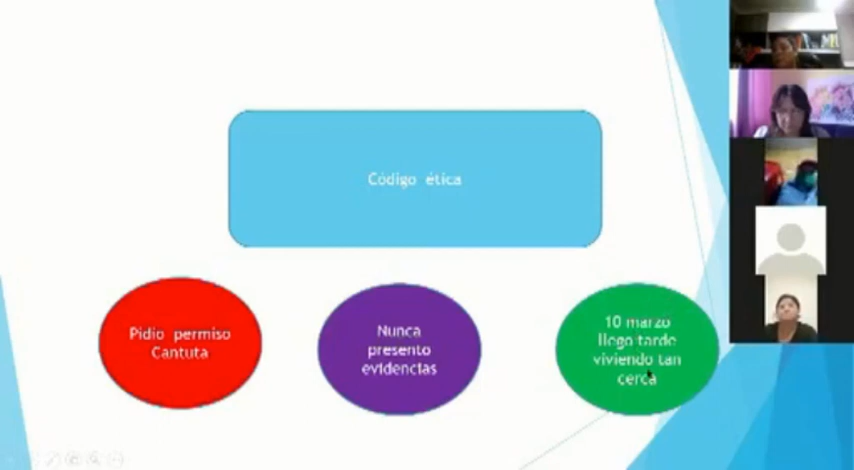 Código ética
Pidio permiso
Cantuta
Nunca
presento
evidencias
10 marzo
llego tarde
viviendo tan
cerca